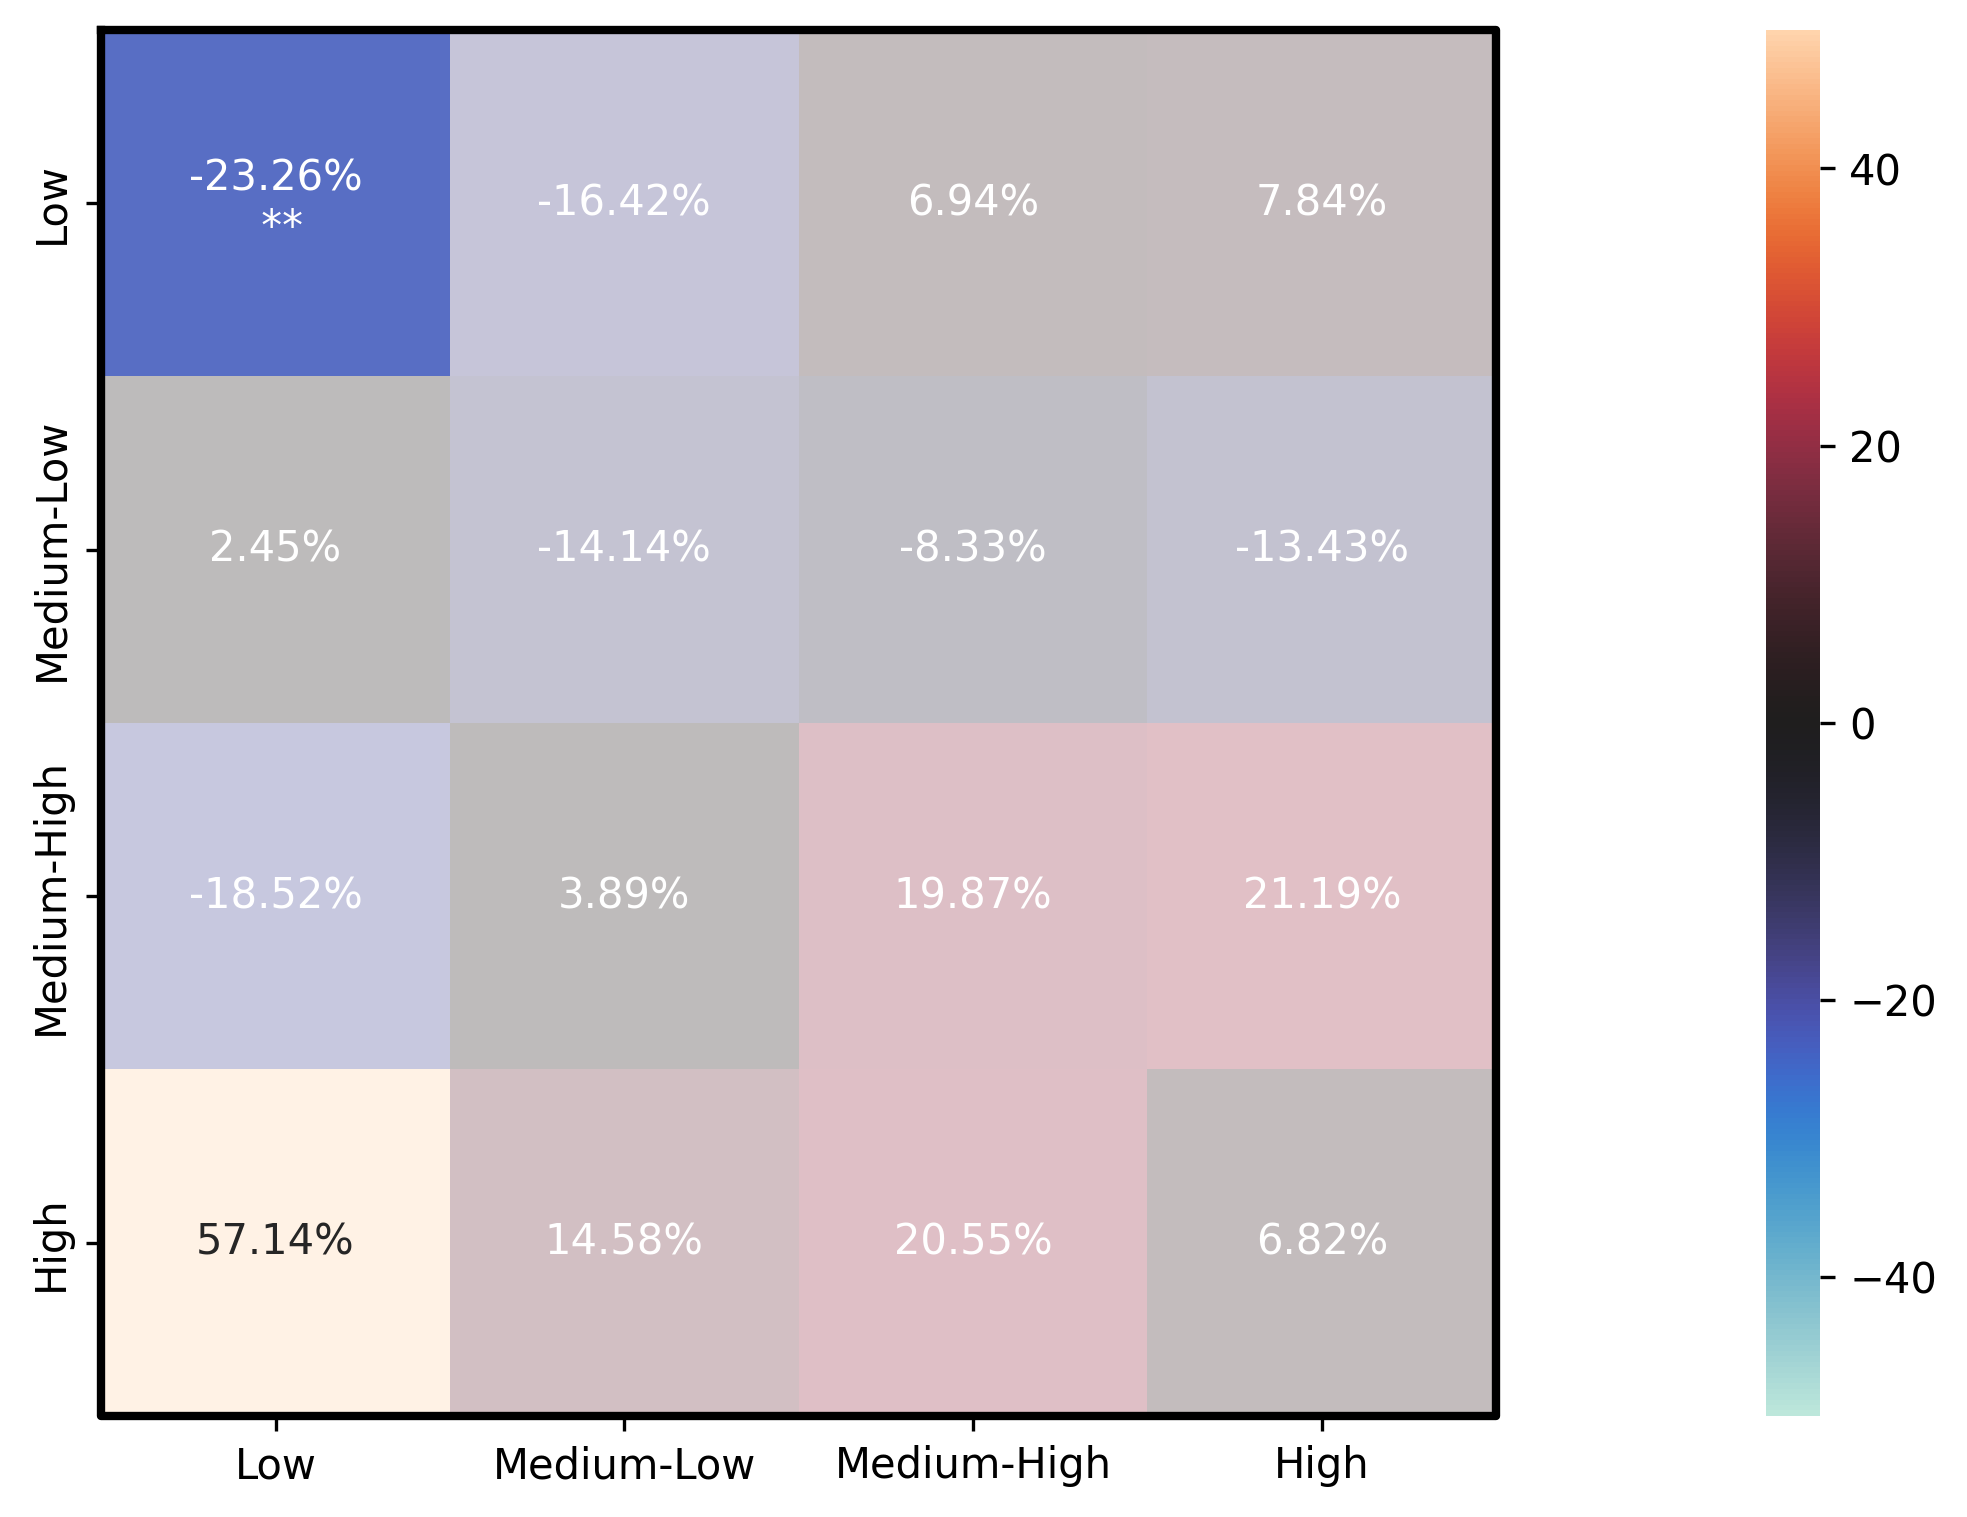 Low
-23.26%
**
-16.42%
6.94%
7.84%
Medium-Low
2.45%
-14.14%
-8.33%
-13.43%
Medium-High
-18.52%
3.89%
19.87%
21.19%
High
57.14%
14.58%
20.55%
6.82%
Low
Medium-Low
Medium-High
High
40
20
0
−20
−40